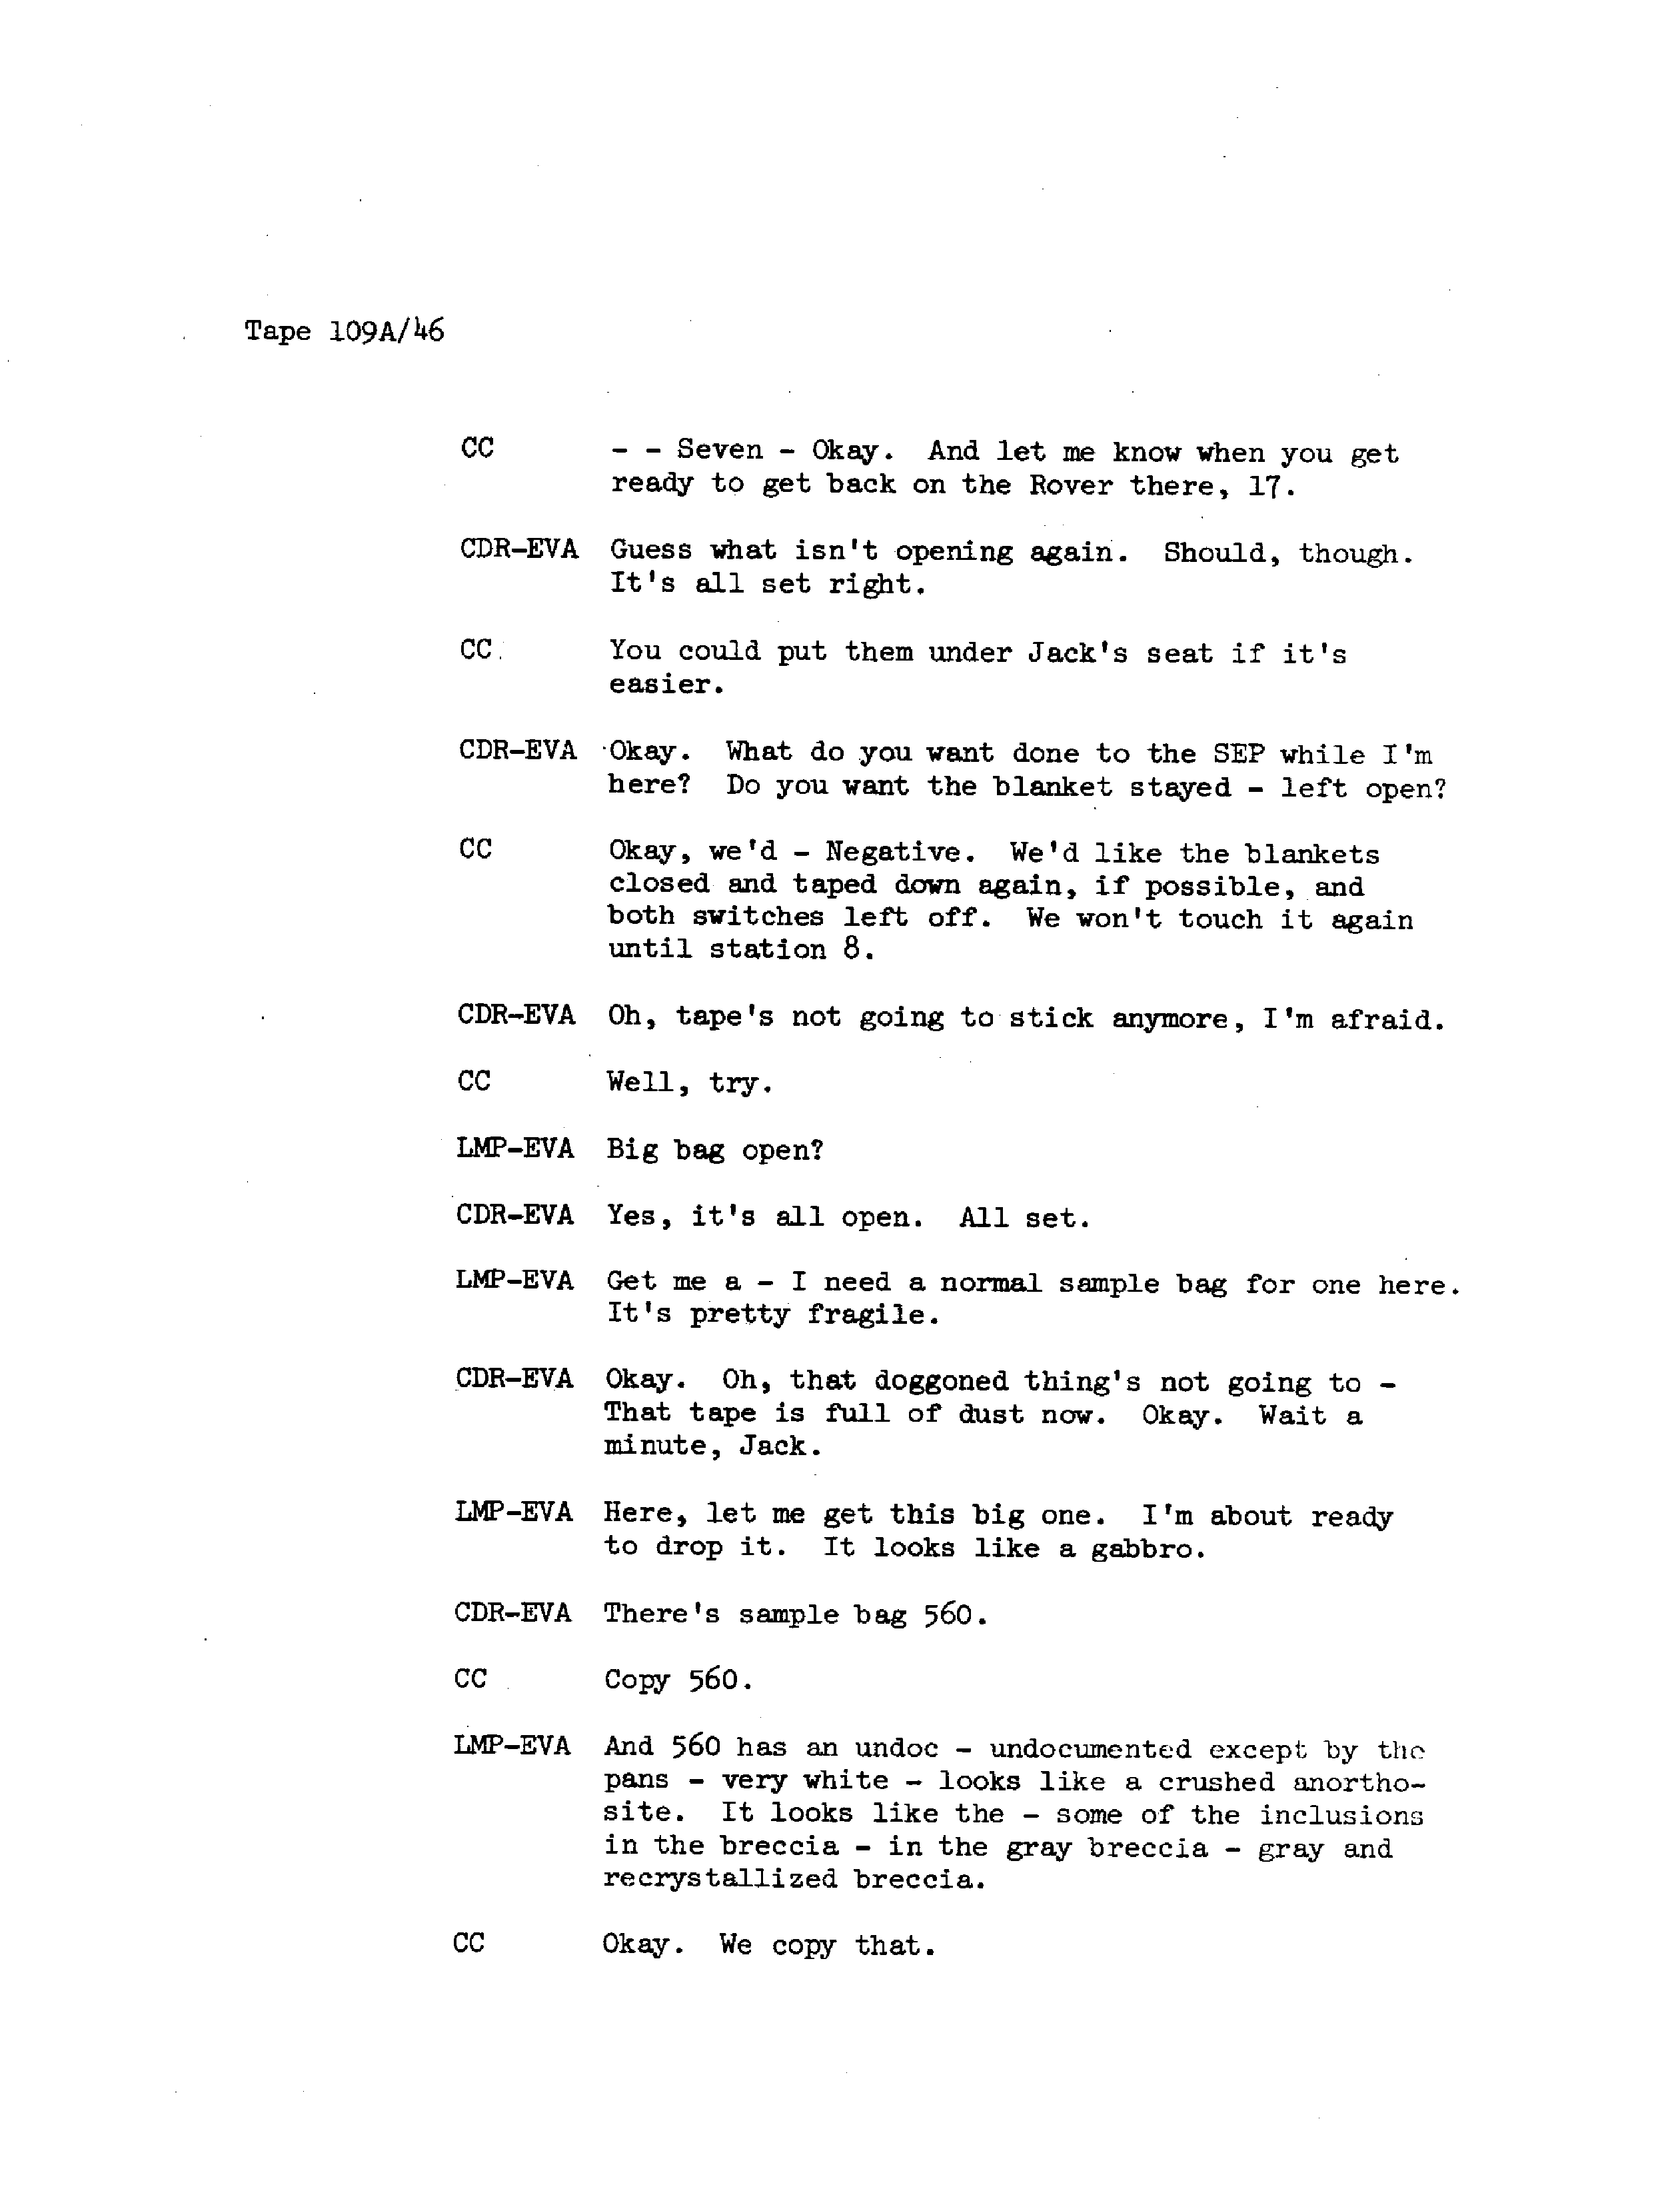 Tape 109A/46
CC - - Seven - Okay. And let me know when you get
ready to get back on the Rover there, 17.
CDR-EVA Guess what isn't opening again. Should, though.
It's all set right.
CC You could put them under Jack's seat if it's
easier.
CDR-EVA Okay. What do you want done to the SEP while I'm
here? Do you want the blanket stayed - left open?
CC Okay, we'd - Negative. We'd like the blankets
closed and taped down again, if possible, and
both switches left off. We won't touch it again
until station 8.
CDR-EVA Oh, tape's not going to stick anymore, I'm afraid.
CC Well, try.
LMP-EVA Big bag open?
CDR-EVA Yes, it's all open. All set.
LMP-EVA Get me a - I need a normal sample bag for one here.
It's pretty fragile.
CDR-EVA Okay. Oh, that doggoned thing's not going to -
That tape is full of dust now. Okay. Wait a
minute, Jack.
LMP-EVA Here, let me get this big one. I'm about ready
to drop it. It looks like a gabbro.
CDR-EVA There's sample bag 560.
CC Copy 560.
LMP-EVA And 560 has an undoc - undocumented except by the
pans - very white - looks like a crushed anortho-
site. It looks like the - some of the inclusions
in the breccia - in the gray breccia - gray and
recrystallized breccia.
CC Okay. We copy that.